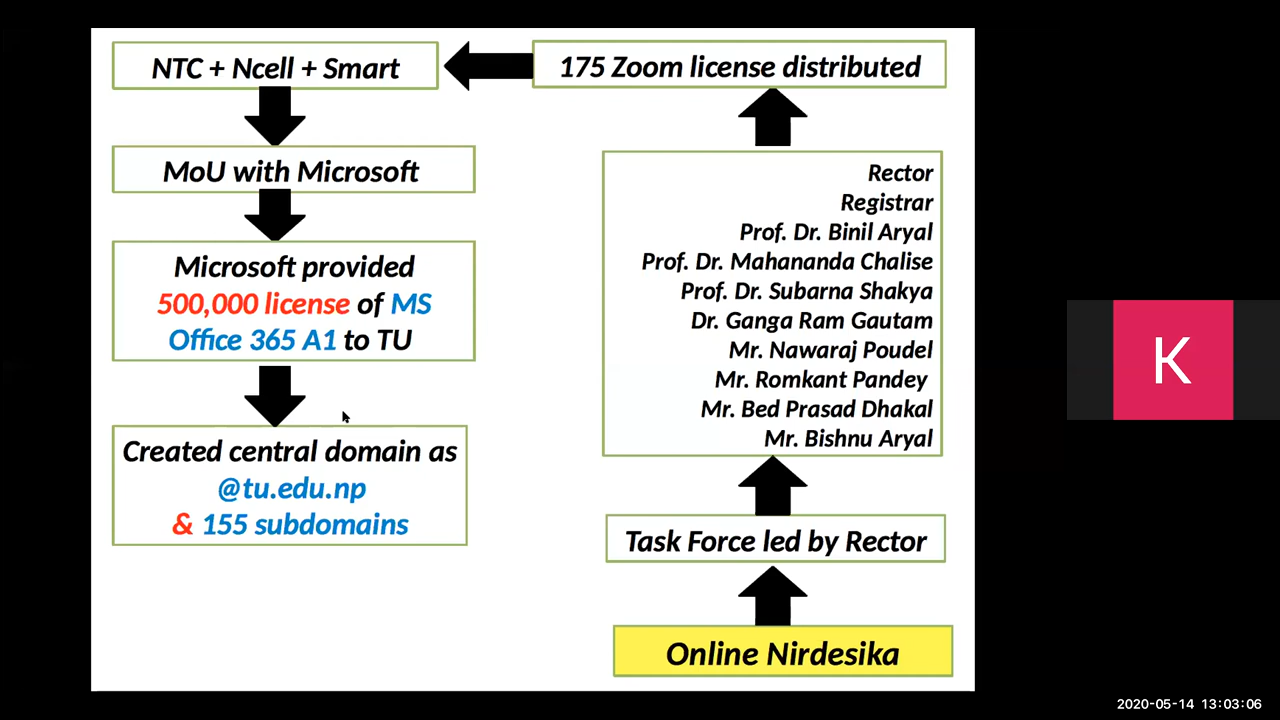 NTC + Ncell + Smart
175 Zoom license distributed
MoU with Microsoft
Microsoft provided
500,000 license of MS
Office 365 A1 to TU
Created central domain as
@tu.edu.np
& 155 subdomains
Rector
Registrar
Prof. Dr. Binil Aryal
Prof. Dr. Mahananda Chalise
Prof. Dr. Subarna Shakya
Dr. Ganga Ram Gautam
Mr. Nawaraj Poudel
Mr. Romkant Pandey
Mr. Bed Prasad Dhakal
Mr. Bishnu Aryal
Task Force led by Rector
Online Nirdesika
K
2020-05-14 13:03:06